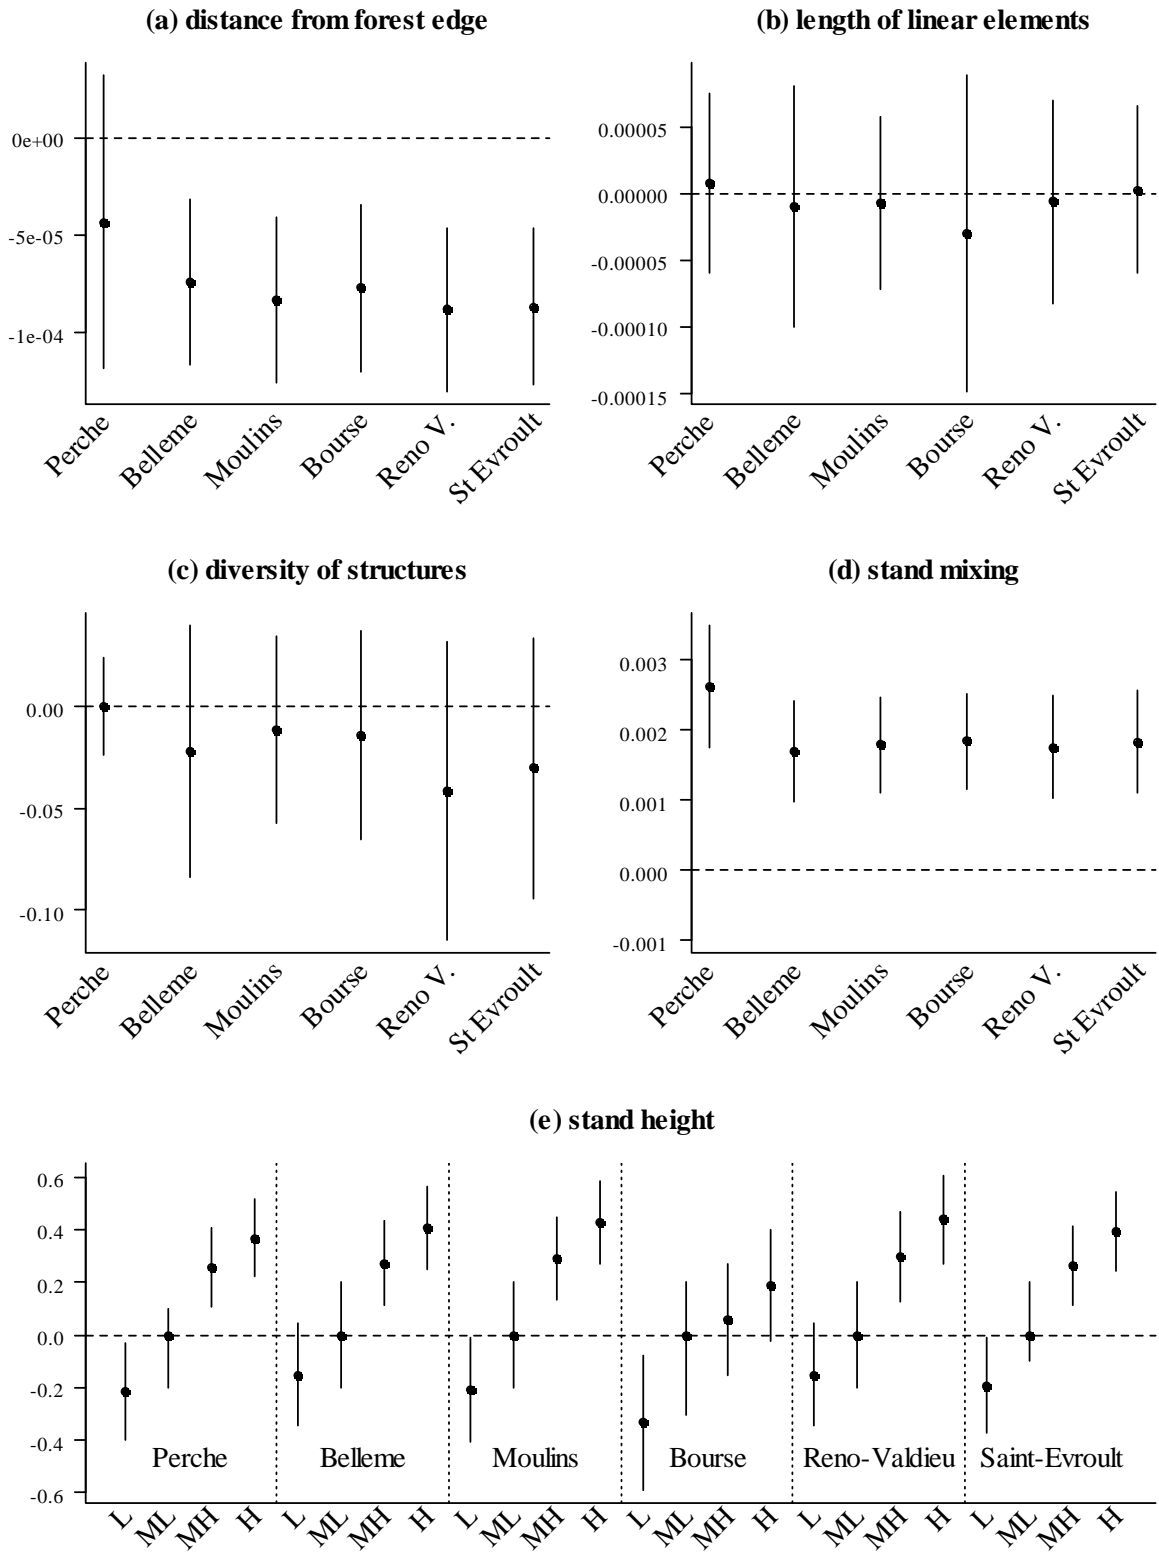 (a) distance from forest edge
(b) length of linear elements
0e+00
-5e-05
-1e-04
0.00005
0.00000
-0.00005
-0.00010
-0.00015
Perche
Belleme
Moulins
Bourse
Reno V.
St Evroult
Perche
Belleme
Moulins
Bourse
Reno V.
St Evroult
(c) diversity of structures
(d) stand mixing
0.00
-0.05
-0.10
0.003
0.002
0.001
0.000
-0.001
Perche
Belleme
Moulins
Bourse
Reno V.
St Evroult
Perche
Belleme
Moulins
Bourse
Reno V.
St Evroult
(e) stand height
0.6
0.4
0.2
0.0
-0.2
-0.4
-0.6
Perche
Belleme
Moulins
Bourse
Reno-Valdieu
Saint-Evroult
L ML MH H L ML MH H L ML MH H L ML MH H L ML MH H L ML MH H